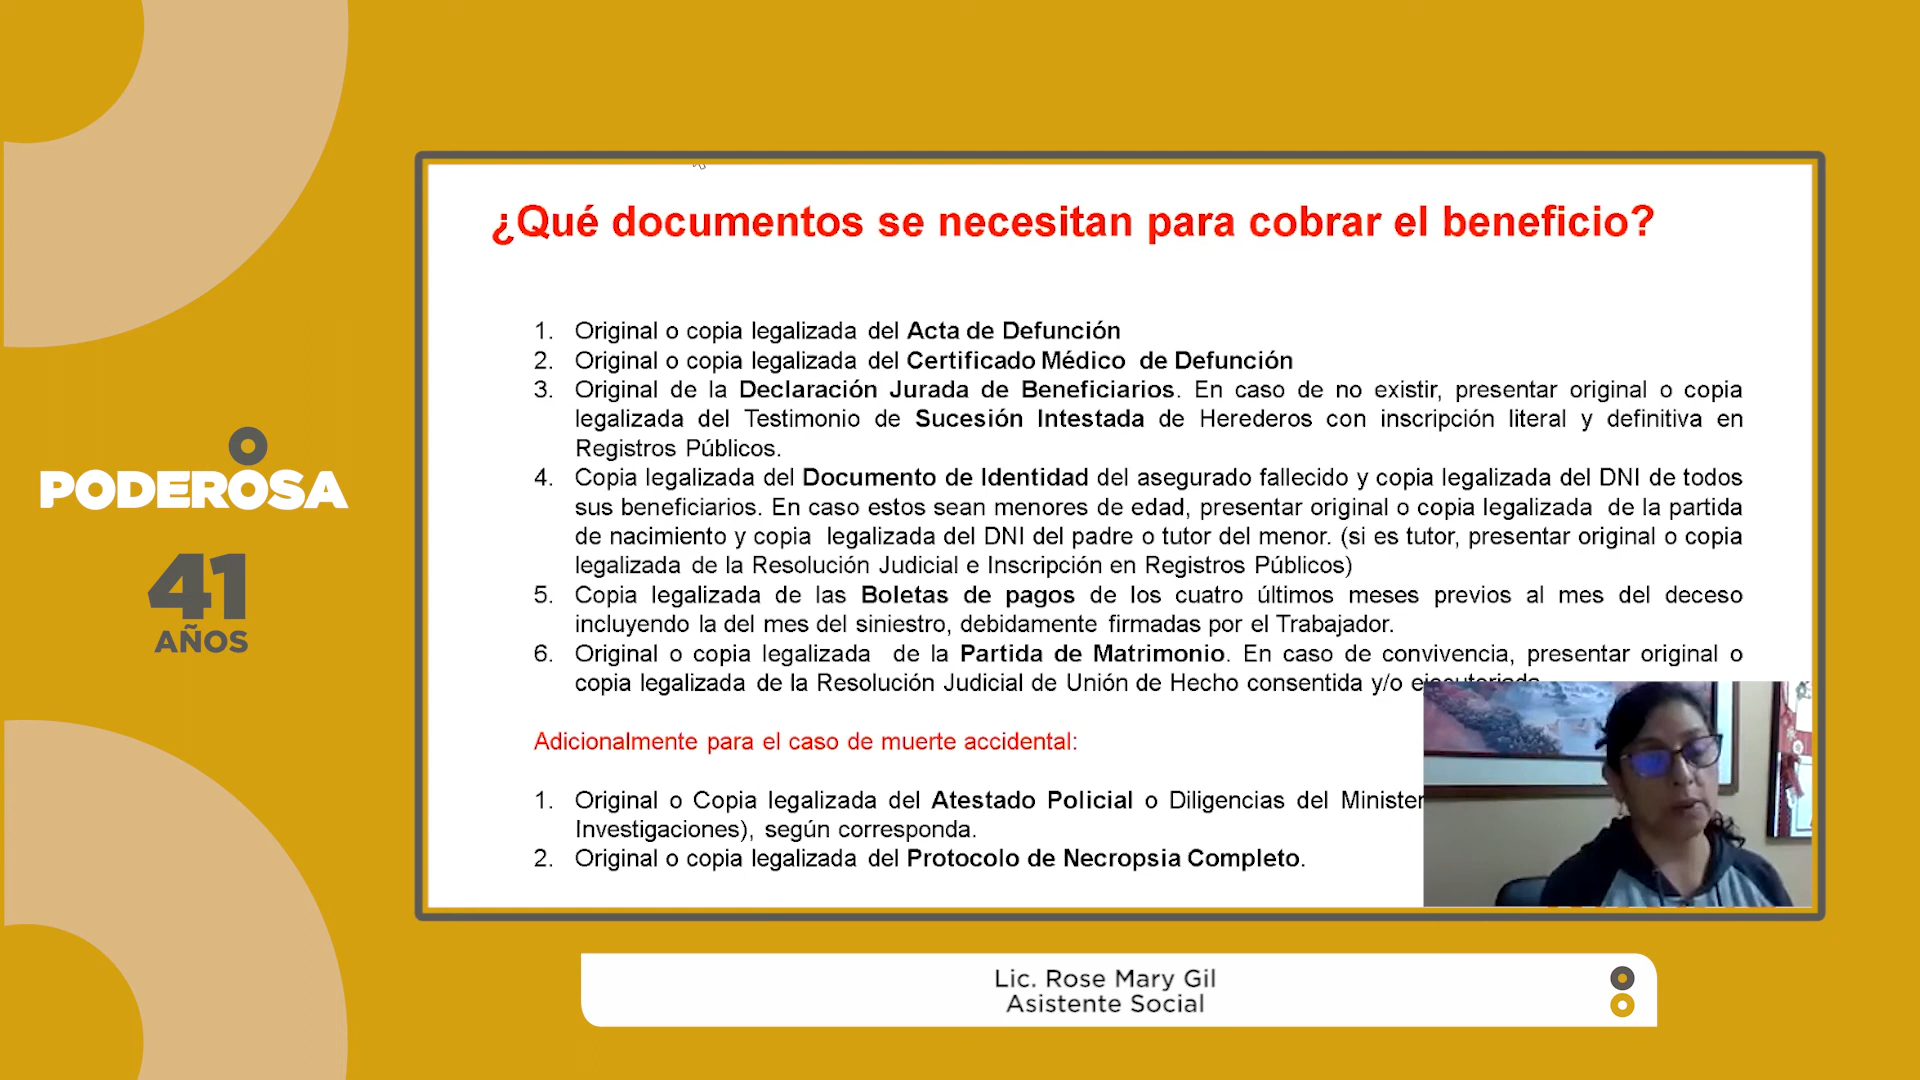 ¿Qué documentos se necesitan para cobrar el beneficio?
1. Original o copia legalizada del Acta de Defunción
2. Original o copia legalizada del Certificado Médico de Defunción
3. Original de la Declaración Jurada de Beneficiarios. En caso de no existir, presentar original o copia
legalizada del Testimonio de Sucesión Intestada de Herederos con inscripción literal y definitiva en
Registros Públicos.
4. Copia legalizada del Documento de Identidad del asegurado fallecido y copia legalizada del DNI de todos
sus beneficiarios. En caso estos sean menores de edad, presentar original o copia legalizada de la partida
de nacimiento y copia legalizada del DNI del padre o tutor del menor. (si es tutor, presentar original o copia
legalizada de la Resolución Judicial e Inscripción en Registros Públicos)
5. Copia legalizada de las Boletas de pagos de los cuatro últimos meses previos al mes del deceso
incluyendo la del mes del siniestro, debidamente firmadas por el Trabajador.
6. Original o copia legalizada de la Partida de Matrimonio. En caso de convivencia, presentar original o
copia legalizada de la Resolución Judicial de Unión de Hecho consentida y/o
Adicionalmente para el caso de muerte accidental:
1. Original o Copia legalizada del Atestado Policial o Diligencias del
Investigaciones), según corresponda.
2. Original o copia legalizada del Protocolo de Necropsia Completo.
PODEROSA
41
AÑOS
Lic. Rose Mary Gil
Asistente Social